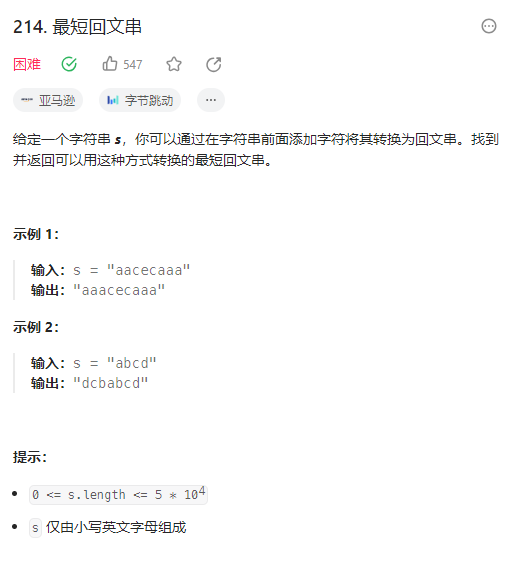 214. 最短回文串
困难 547
亚马逊 字节跳动 ...
给定一个字符串 s，你可以通过在字符串前面添加字符将其转换为回文串。找到
并返回可以用这种方式转换的最短回文串。
示例 1：
输入：s = "aacecaaa"
输出："aaacecaaa"
示例 2：
输入：s = "abcd"
输出："dcbabcd"
提示：
0 <= s.length <= 5 * 10⁴
s 仅由小写英文字母组成